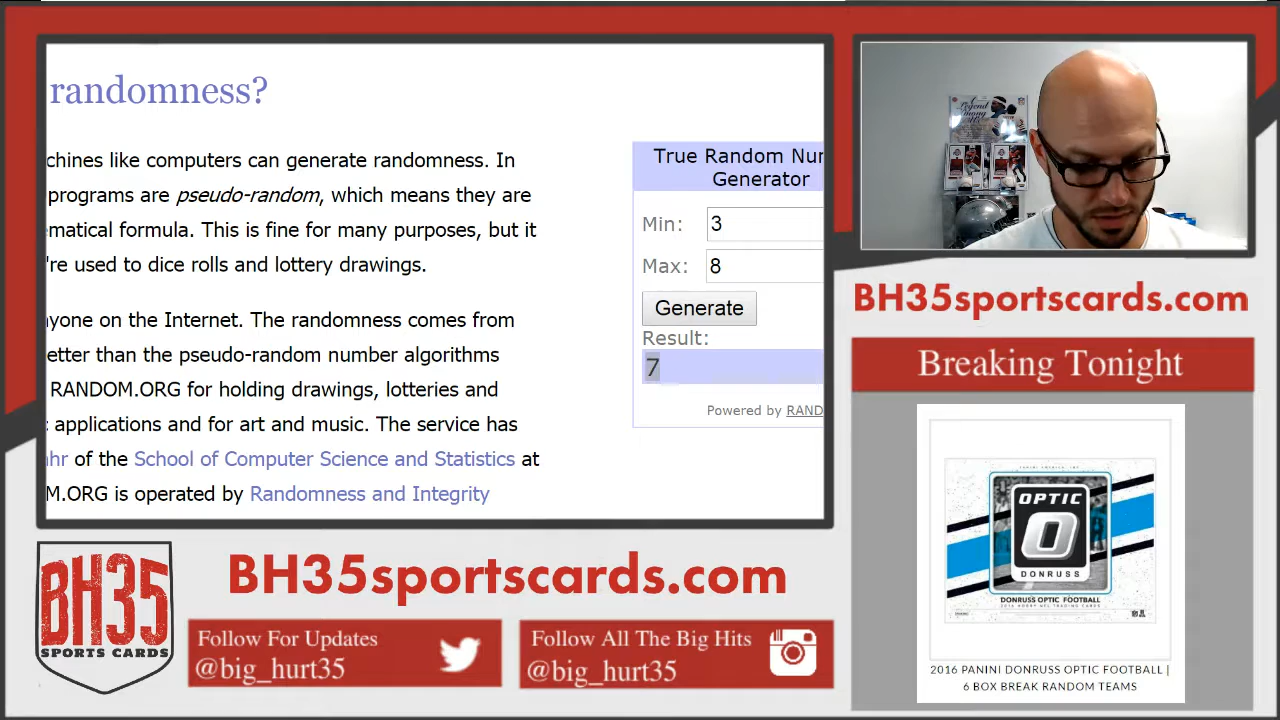 randomness?
chines like computers can generate randomness. In
programs are pseudo-random, which means they are
matical formula. This is fine for many purposes, but it
're used to dice rolls and lottery drawings.
yone on the Internet. The randomness comes from
etter than the pseudo-random number algorithms
RANDOM.ORG for holding drawings, lotteries and
applications and for art and music. The service has
hr of the School of Computer Science and Statistics at
M.ORG is operated by Randomness and Integrity
True Random Num
Generator
Min: 3
Max: 8
Generate
Result:
7
Powered by RAND
BH35sportscards.com
Breaking Tonight
OPTIC
DONRUSS
DONRUSS OPTIC FOOTBALL
2016 HOBBY NFL TRADING CARDS
2016 PANINI DONRUSS OPTIC FOOTBALL |
6 BOX BREAK RANDOM TEAMS
BH35
SPORTS CARDS
BH35sportscards.com
Follow For Updates
@big_hurt35
Follow All The Big Hits
@big_hurt35